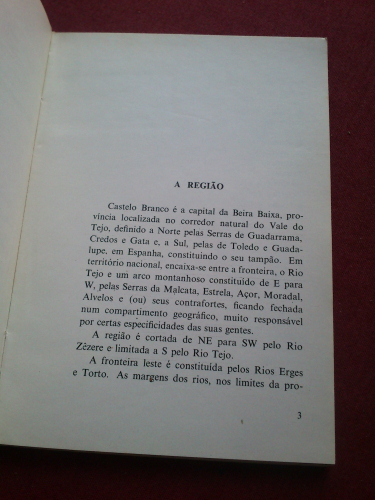 A REGIÃO
Castelo Branco é a capital da Beira Baixa, pro-
víncia localizada no corredor natural do Vale do
Tejo, definido a Norte pelas Serras de Guadarrama,
Credos e Gata e, a Sul, pelas de Toledo e Guada-
lupe, em Espanha, constituindo o seu tampão. Em
território nacional, encaixa-se entre a fronteira, o Rio
Tejo e um arco montanhoso constituído de E para
W, pelas Serras da Malcata, Estrela, Açor, Moradal,
Alvelos e (ou) seus contrafortes, ficando fechada
num compartimento geográfico, muito responsável
por certas especificidades das suas gentes.
A região é cortada de NE para SW pelo Rio
Zêzere e limitada a S pelo Rio Tejo.
A fronteira leste é constituída pelos Rios Erges
e Torto. As margens dos rios, nos limites da pro-
3